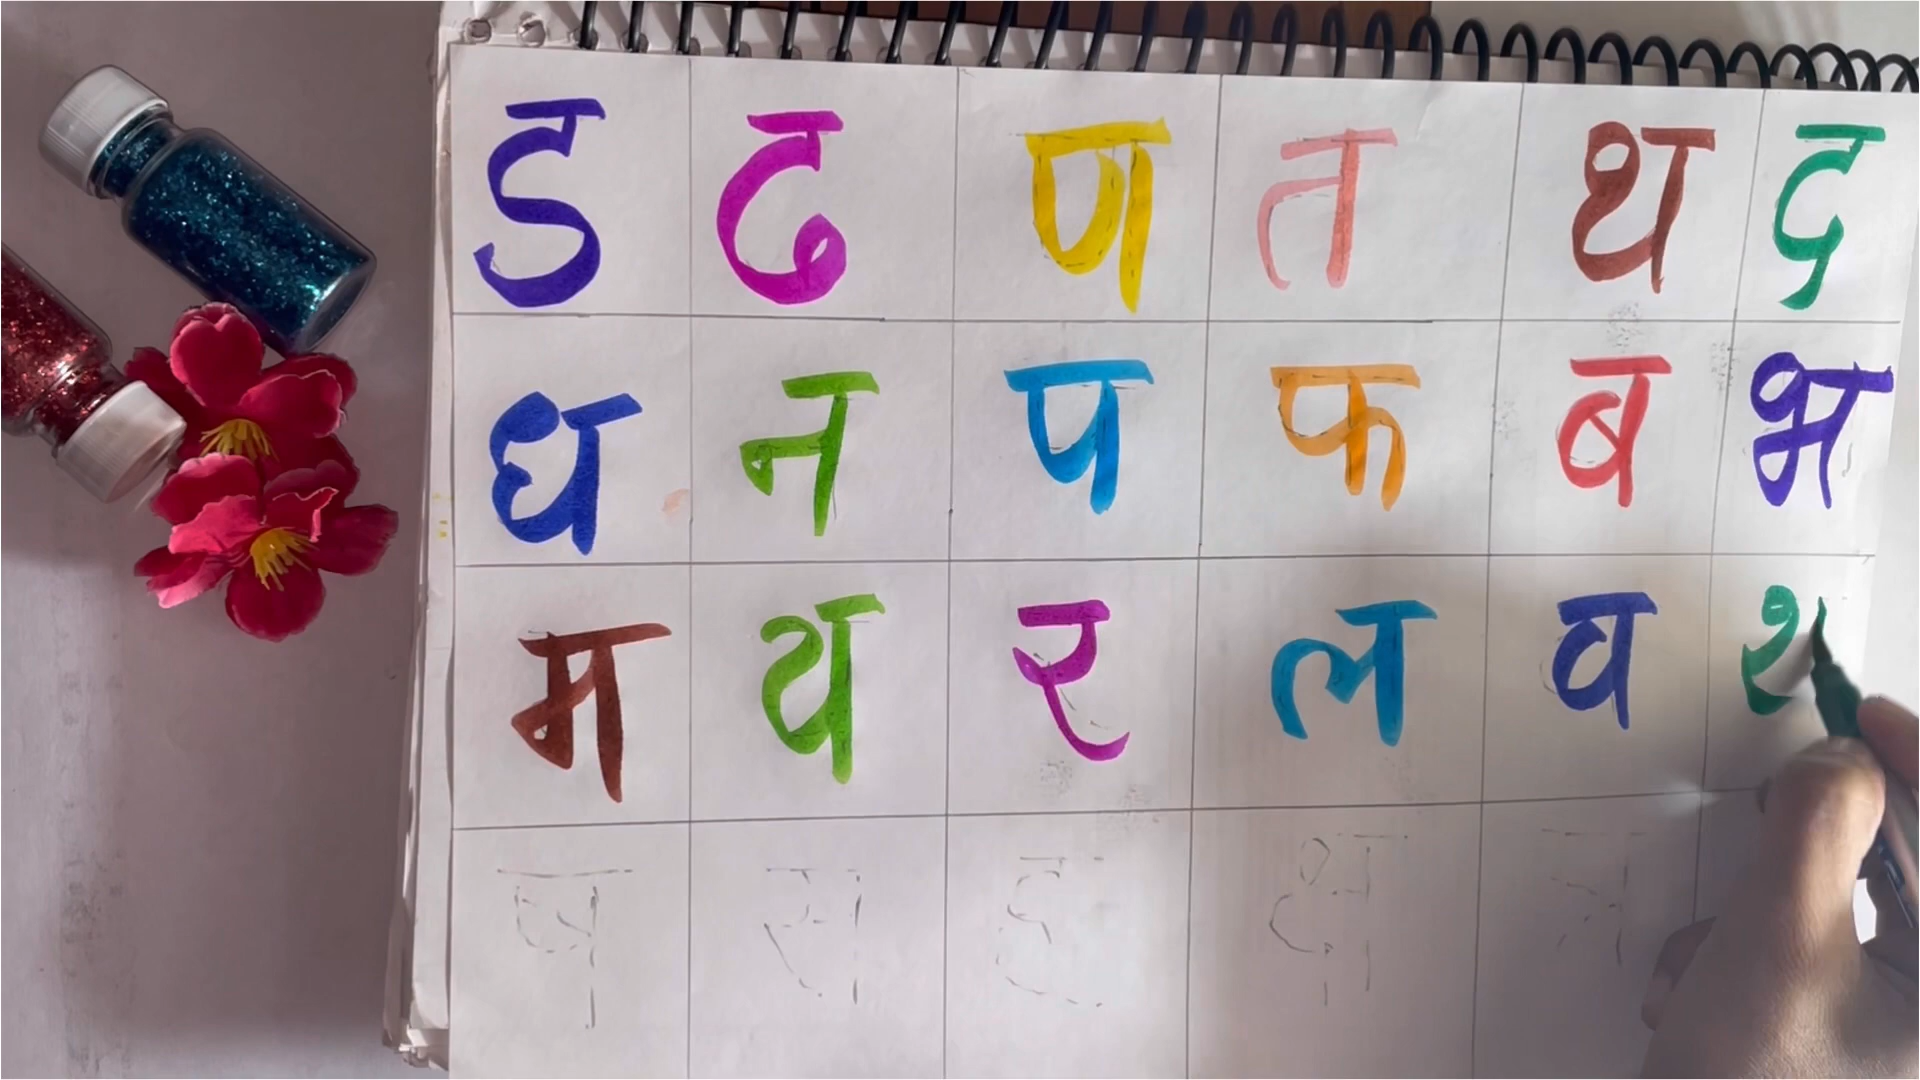 ड ढ ण त थ द
ध न प फ ब भ
म य र ल व श
ष स ह क्ष त्र